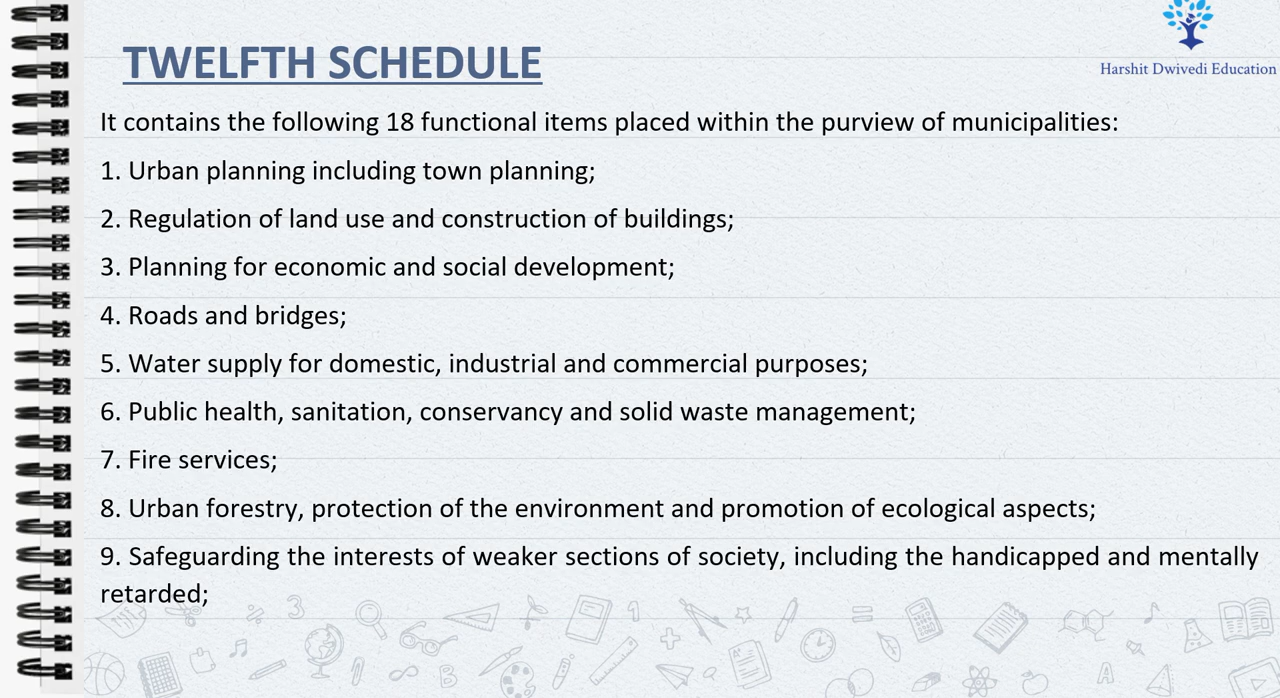 TWELFTH SCHEDULE
Harshit Dwivedi Education
It contains the following 18 functional items placed within the purview of municipalities:
1. Urban planning including town planning;
2. Regulation of land use and construction of buildings;
3. Planning for economic and social development;
4. Roads and bridges;
5. Water supply for domestic, industrial and commercial purposes;
6. Public health, sanitation, conservancy and solid waste management;
7. Fire services;
8. Urban forestry, protection of the environment and promotion of ecological aspects;
9. Safeguarding the interests of weaker sections of society, including the handicapped and mentally
retarded;